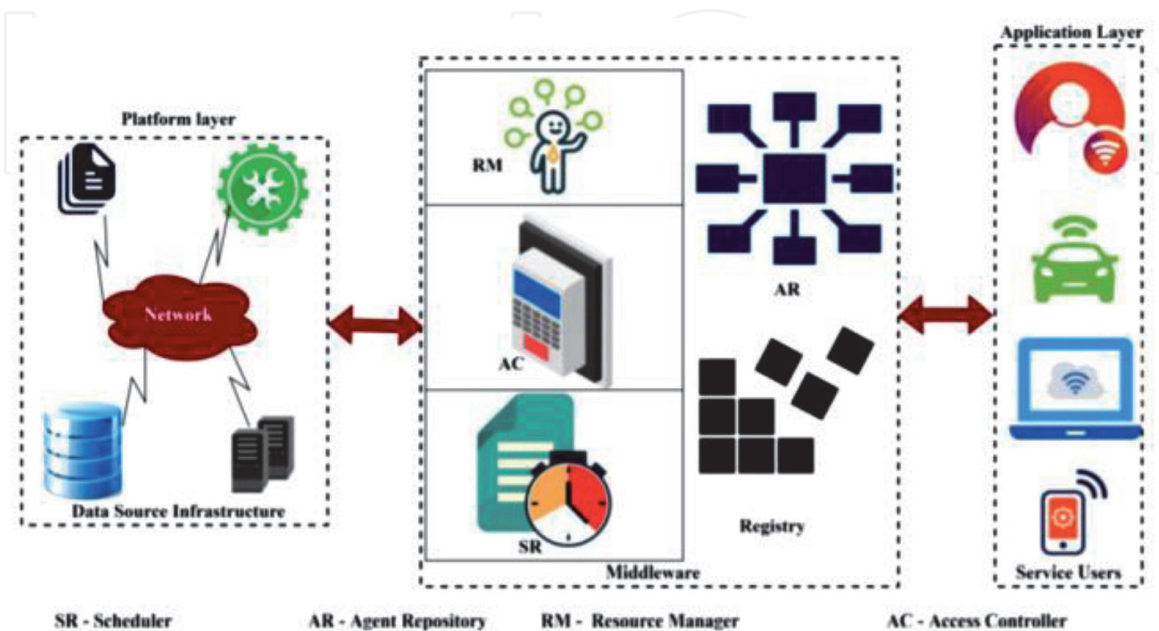 Application Layer
Platform layer
RM
Network
AR
AC
Data Source Infrastructure
Registry
SR
Middleware
Service Users
SR - Scheduler AR - Agent Repository RM - Resource Manager AC - Access Controller